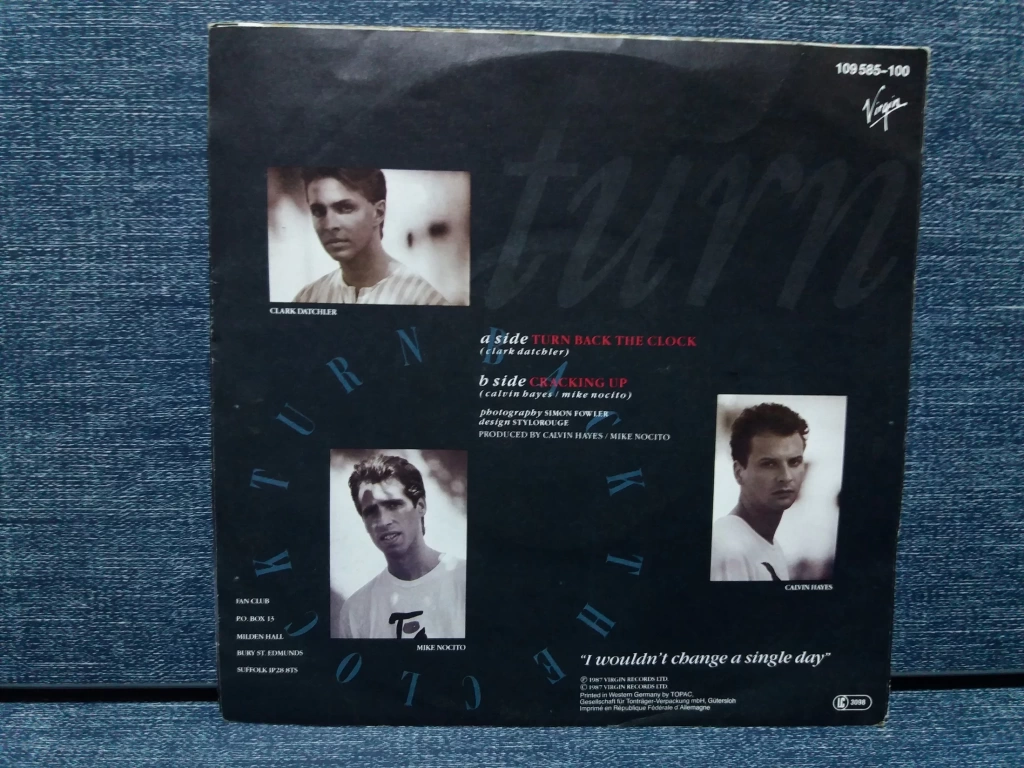 109 585-100
Virgin
turn
CLARK DATCHLER
TURN BACK THE CLOCK
a side TURN BACK THE CLOCK
(clark datchler)
b side CRACKING UP
(calvin hayes / mike nocito)
photography SIMON FOWLER
design STYLOROUGE
PRODUCED BY CALVIN HAYES / MIKE NOCITO
CALVIN HAYES
MIKE NOCITO
FAN CLUB
P.O. BOX 13
MILDEN HALL
BURY ST. EDMUNDS
SUFFOLK IP28 8TS
"I wouldn't change a single day"
℗ 1987 VIRGIN RECORDS LTD.
© 1987 VIRGIN RECORDS LTD.
Printed in Western Germany by TOPAC,
Gesellschaft für Tonträger-Verpackung mbH, Gütersloh
Imprimé en République Fédérale d'Allemagne
LC 3098